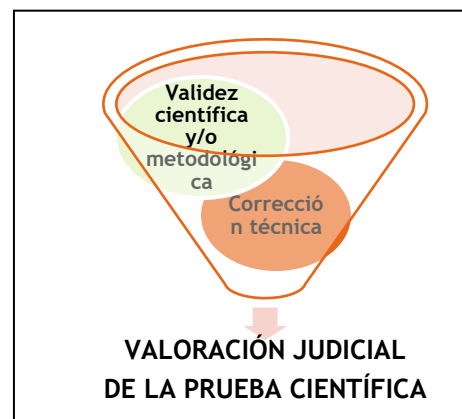 Validez
científica
y/o
metodológi
ca
Correcció
n técnica
VALORACIÓN JUDICIAL
DE LA PRUEBA CIENTÍFICA